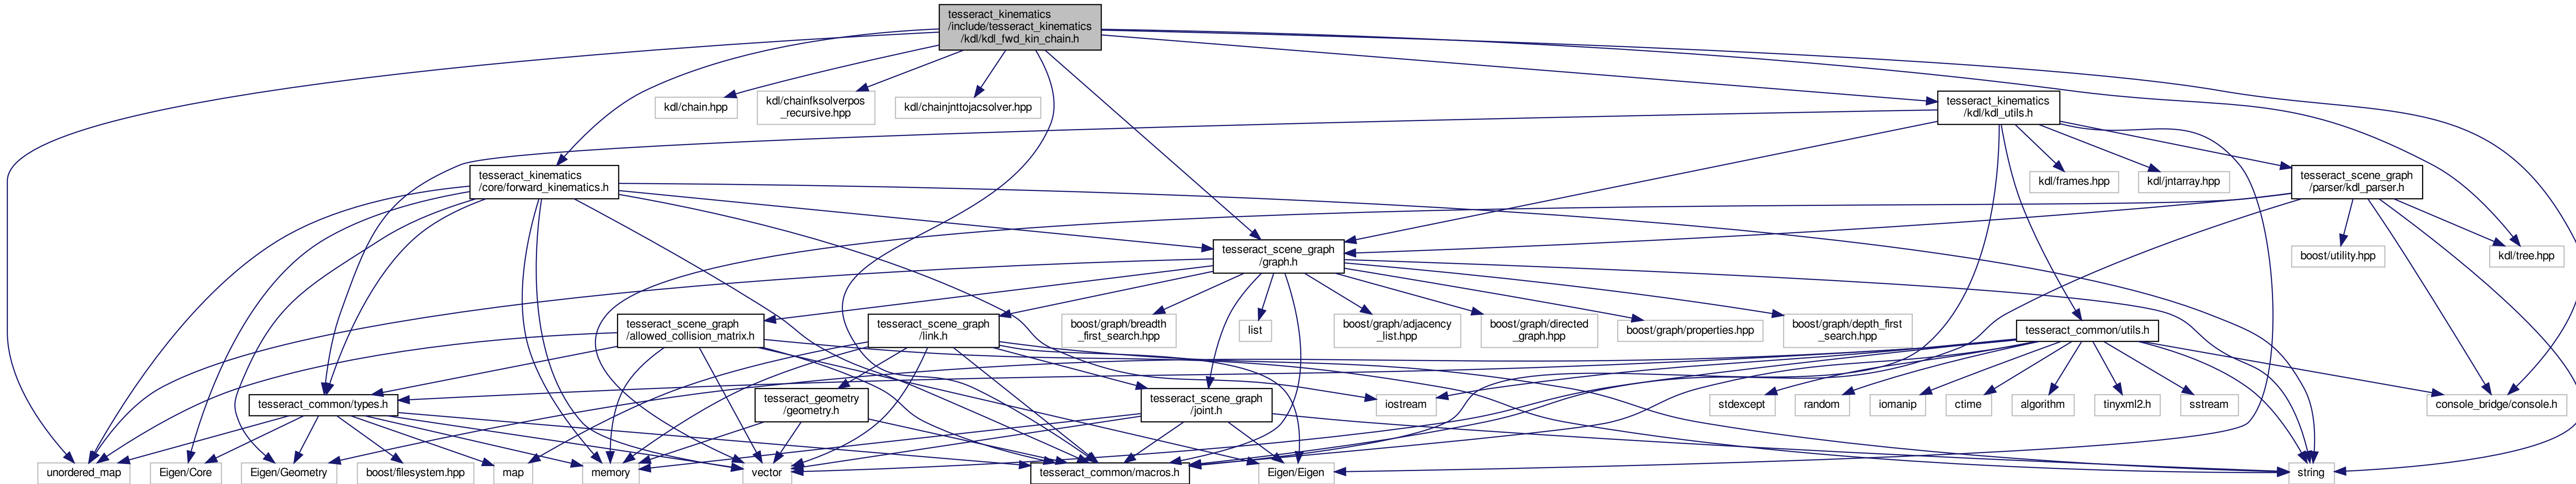 tesseract_kinematics
/include/tesseract_kinematics
/kdl/kdl_fwd_kin_chain.h
kdl/chain.hpp
kdl/chainfksolverpos
_recursive.hpp
kdl/chainjnttojacsolver.hpp
tesseract_kinematics
/kdl/kdl_utils.h
tesseract_kinematics
/core/forward_kinematics.h
kdl/frames.hpp
kdl/jntarray.hpp
tesseract_scene_graph
/parser/kdl_parser.h
tesseract_scene_graph
/graph.h
boost/utility.hpp
kdl/tree.hpp
tesseract_scene_graph
/allowed_collision_matrix.h
tesseract_scene_graph
/link.h
boost/graph/breadth
_first_search.hpp
list
boost/graph/adjacency
_list.hpp
boost/graph/directed
_graph.hpp
boost/graph/properties.hpp
boost/graph/depth_first
_search.hpp
tesseract_common/utils.h
tesseract_common/types.h
tesseract_geometry
/geometry.h
tesseract_scene_graph
/joint.h
iostream
stdexcept
random
iomanip
ctime
algorithm
tinyxml2.h
sstream
console_bridge/console.h
unordered_map
Eigen/Core
Eigen/Geometry
boost/filesystem.hpp
map
memory
vector
tesseract_common/macros.h
Eigen/Eigen
string